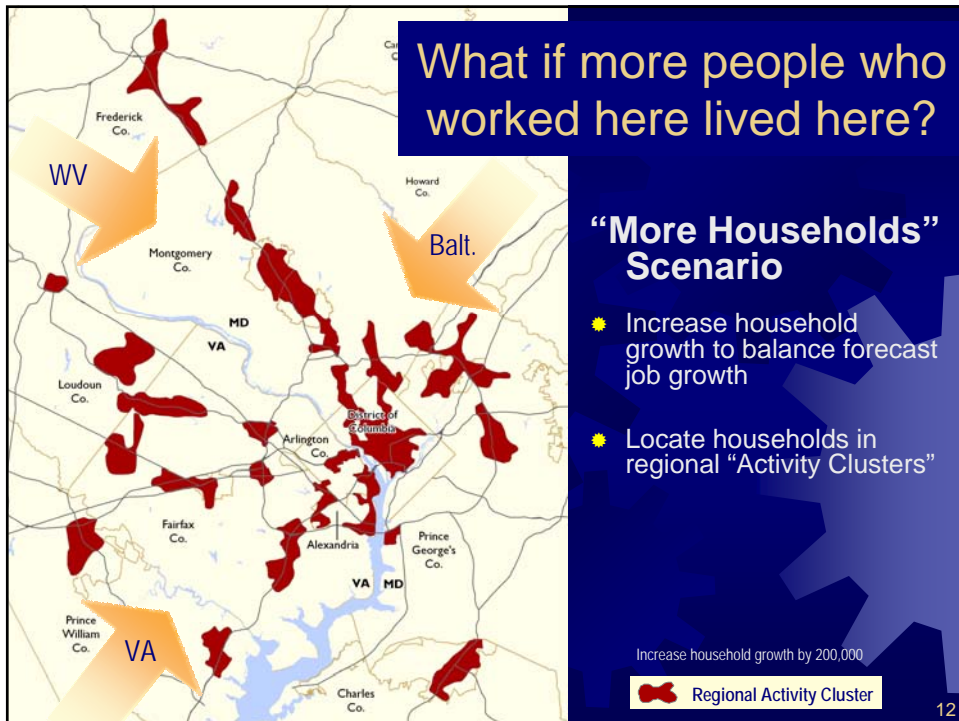 What if more people who
worked here lived here?
Frederick
Co.
WV
Howard
Co.
Balt.
Montgomery
Co.
MD
VA
Loudoun
Co.
District of
Columbia
Arlington
Co.
Fairfax
Co.
Alexandria
Prince
George's
Co.
VA
MD
Prince
William
Co.
VA
Charles
Co.
“More Households”
Scenario
Increase household
growth to balance forecast
job growth
Locate households in
regional “Activity Clusters”
Increase household growth by 200,000
Regional Activity Cluster
12